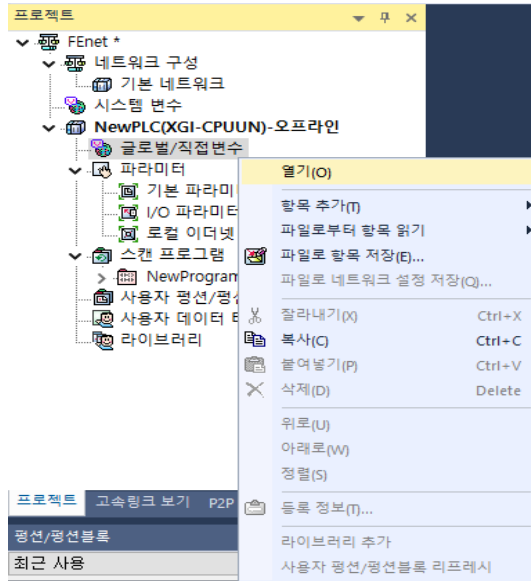 프로젝트
FEnet *
네트워크 구성
기본 네트워크
시스템 변수
NewPLC(XGI-CPUUN)-오프라인
글로벌/직접변수
파라미터
기본 파라미
I/O 파라미터
로컬 이더넷
스캔 프로그램
NewProgram
사용자 펑션/펑
사용자 데이터 타
라이브러리
열기(O)
항목 추가(T)
파일로부터 항목 읽기
파일로 항목 저장(E)...
파일로 네트워크 설정 저장(Q)...
잘라내기(X) Ctrl+X
복사(C) Ctrl+C
붙여넣기(P) Ctrl+V
삭제(D) Delete
위로(U)
아래로(W)
정렬(S)
등록 정보(T)...
라이브러리 추가
사용자 평션/평션블록 리프레시
프로젝트 고속링크 보기 P2P
평션/평션블록
최근 사용